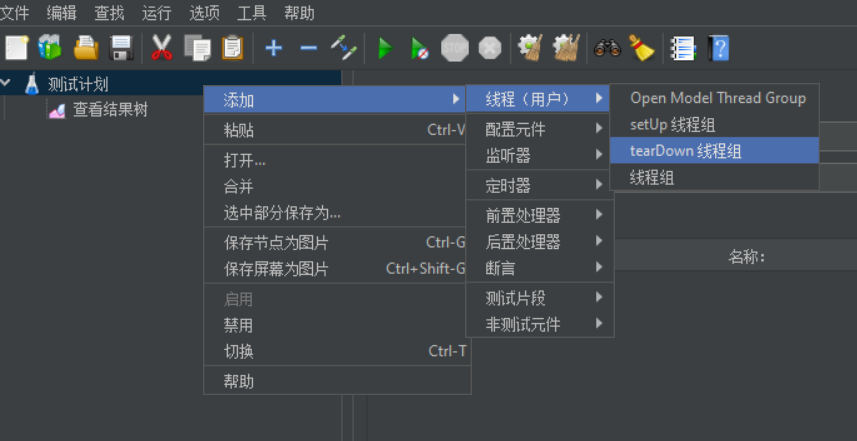 文件 编辑 查找 运行 选项 工具 帮助
STOP
测试计划
查看结果树
添加
粘贴 Ctrl-V
打开...
合并
选中部分保存为...
保存节点为图片 Ctrl-G
保存屏幕为图片 Ctrl+Shift-G
启用
禁用
切换 Ctrl-T
帮助
线程（用户）
配置元件
监听器
定时器
前置处理器
后置处理器
断言
测试片段
非测试元件
Open Model Thread Group
setUp 线程组
tearDown 线程组
线程组
名称：